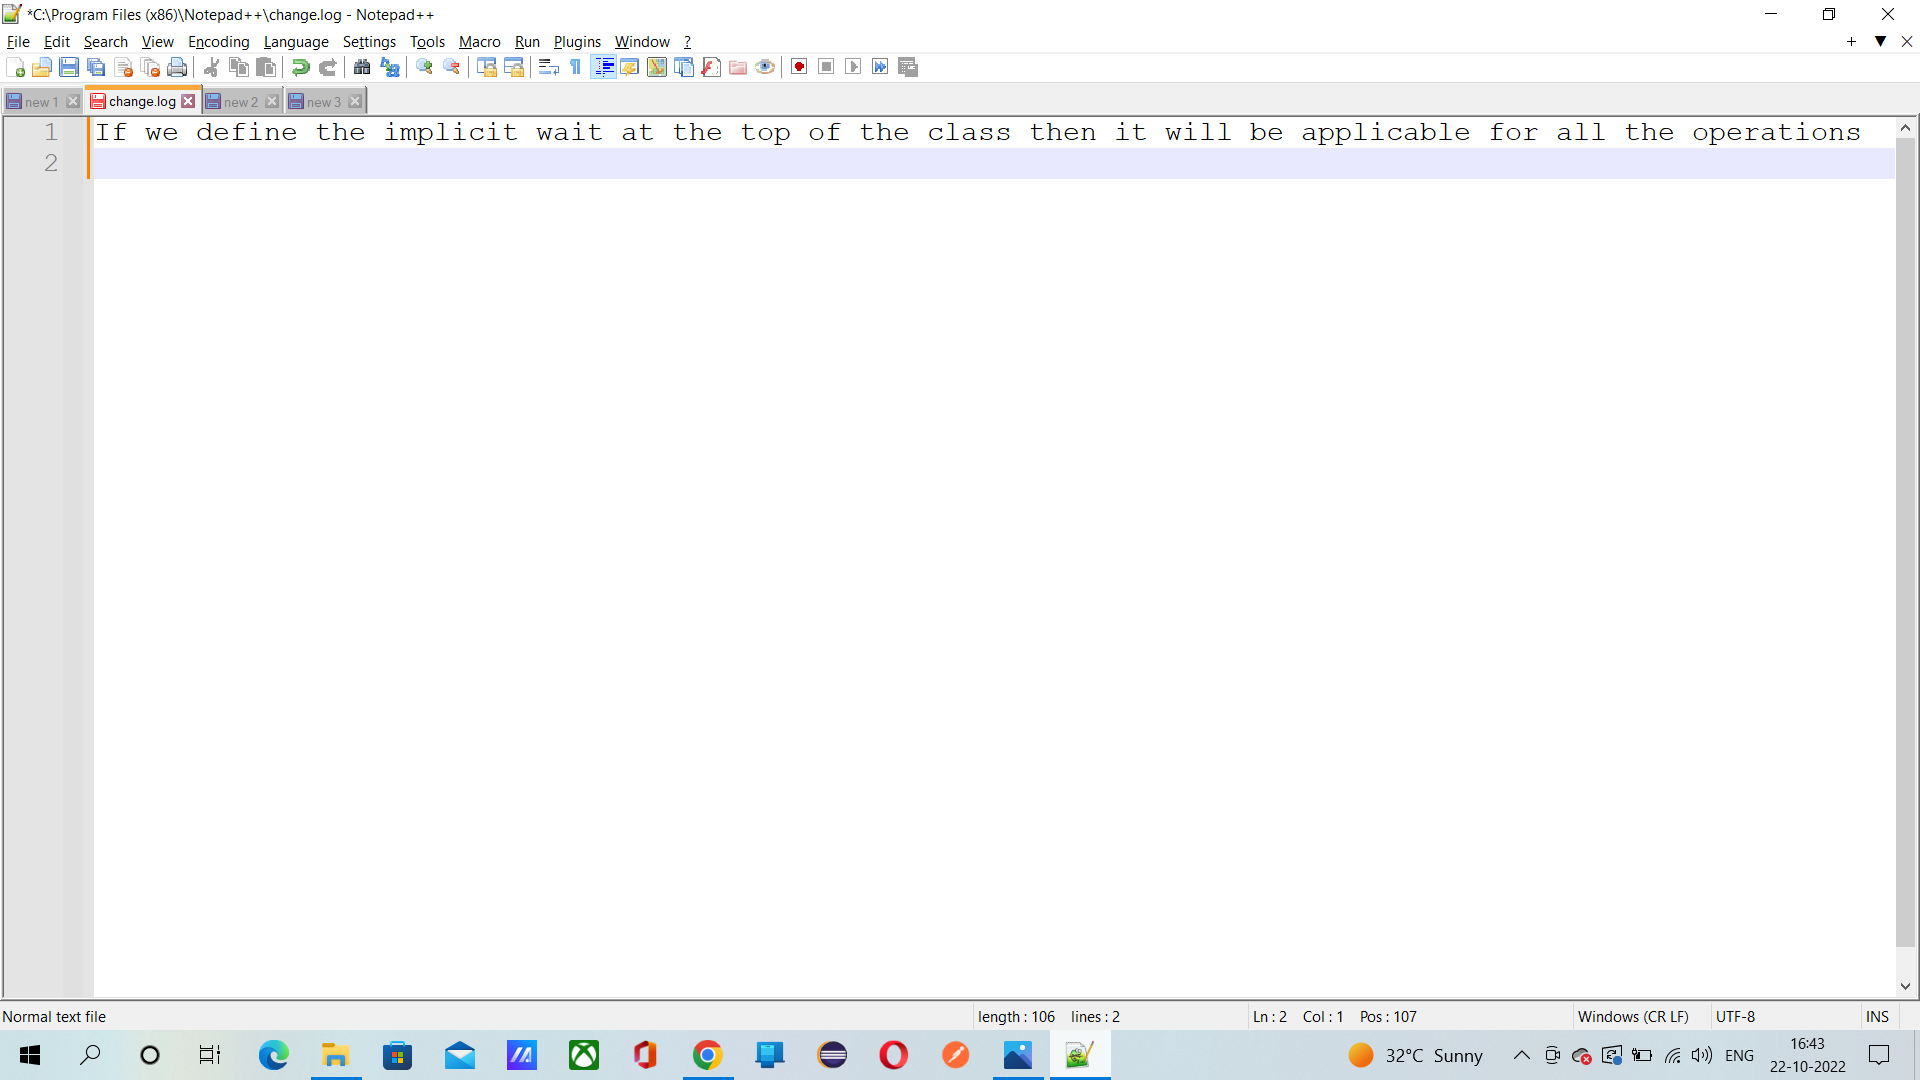 *C:\Program Files (x86)\Notepad++\change.log - Notepad++
File Edit Search View Encoding Language Settings Tools Macro Run Plugins Window ?
new 1 change.log new 2 new 3
1 If we define the implicit wait at the top of the class then it will be applicable for all the operations
2
Normal text file length : 106 lines : 2 Ln : 2 Col : 1 Pos : 107 Windows (CR LF) UTF-8 INS
32°C Sunny ENG 16:43
22-10-2022